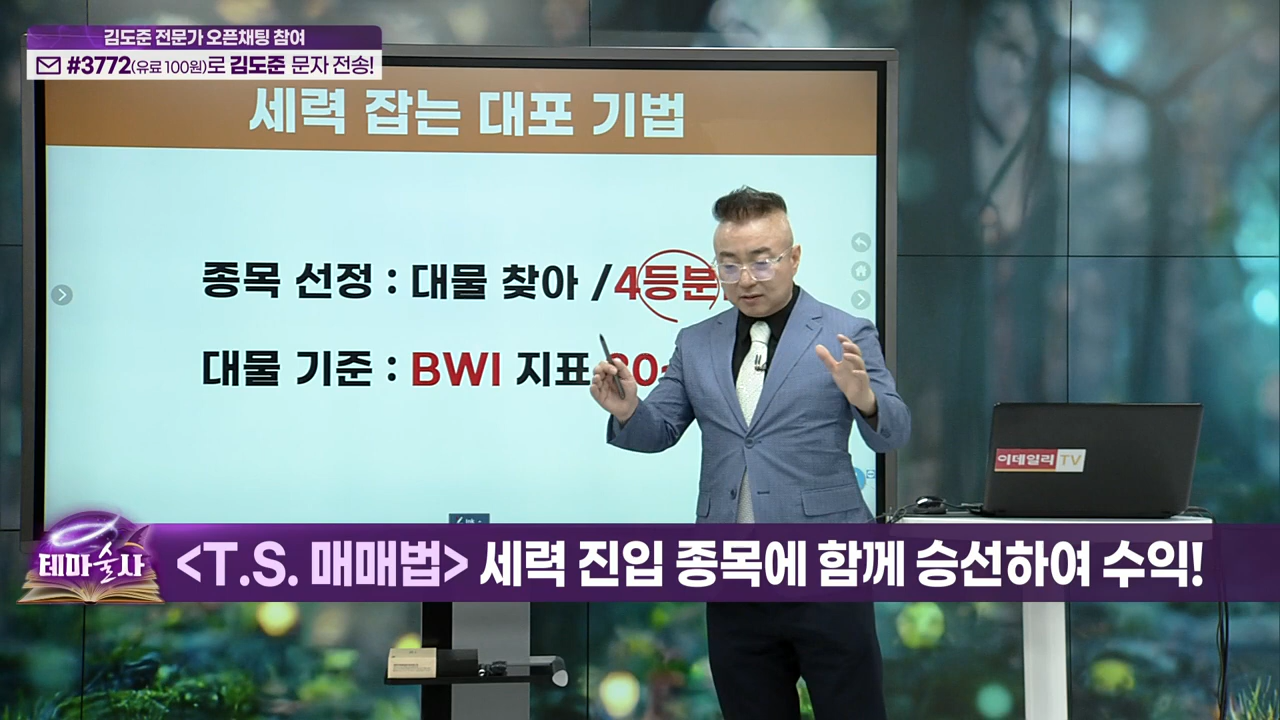 김도준 전문가 오픈채팅 참여
#3772(유료 100원)로 김도준 문자 전송!
세력 잡는 대포 기법
종목 선정 : 대물 찾아 /4등분
대물 기준 : BWI 지표
이데일리 TV
테마술사
<T.S. 매매법> 세력 진입 종목에 함께 승선하여 수익!